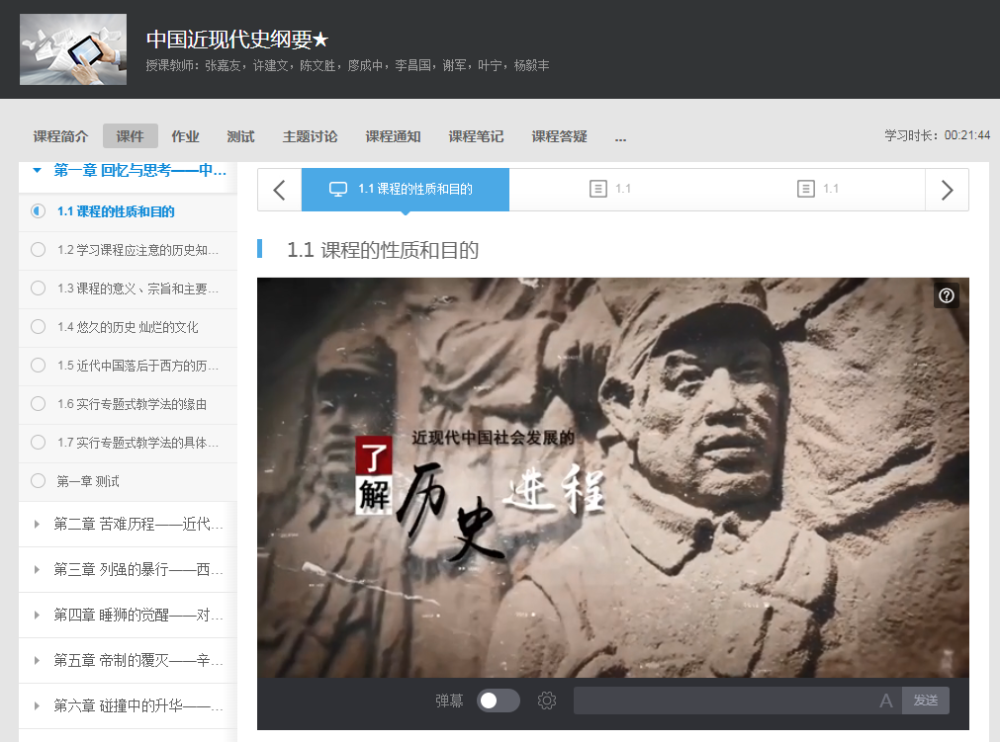 中国近现代史纲要★
授课教师：张嘉友，许建文，陈文胜，廖成中，李昌国，谢军，叶宁，杨毅丰
课程简介 课件 作业 测试 主题讨论 课程通知 课程笔记 课程答疑 ... 学习时长：00:21:44
第一章 回忆与思考——中...
1.1 课程的性质和目的
1.2 学习课程应注意的历史知...
1.3 课程的意义、宗旨和主要...
1.4 悠久的历史 灿烂的文化
1.5 近代中国落后于西方的历...
1.6 实行专题式教学法的缘由
1.7 实行专题式教学法的具体...
第一章 测试
第二章 苦难历程——近代...
第三章 列强的暴行——西...
第四章 睡狮的觉醒——对...
第五章 帝制的覆灭——辛...
第六章 碰撞中的升华——...
1.1 课程的性质和目的 1.1 1.1
1.1 课程的性质和目的
近现代中国社会发展的
了解
历史
进程
弹幕 A 发送